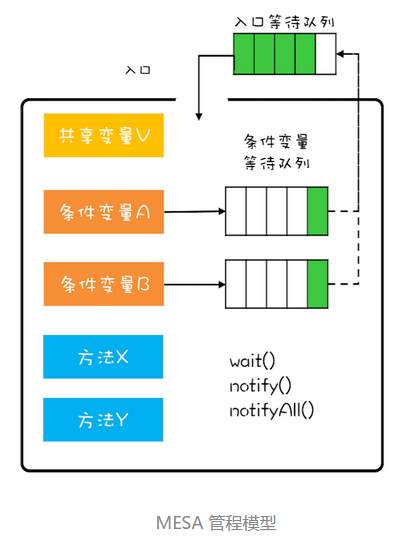 入口等待队列
入口
共享变量V
条件变量
等待队列
条件变量A
条件变量B
方法X
wait()
notify()
notifyAll()
方法Y
MESA 管程模型